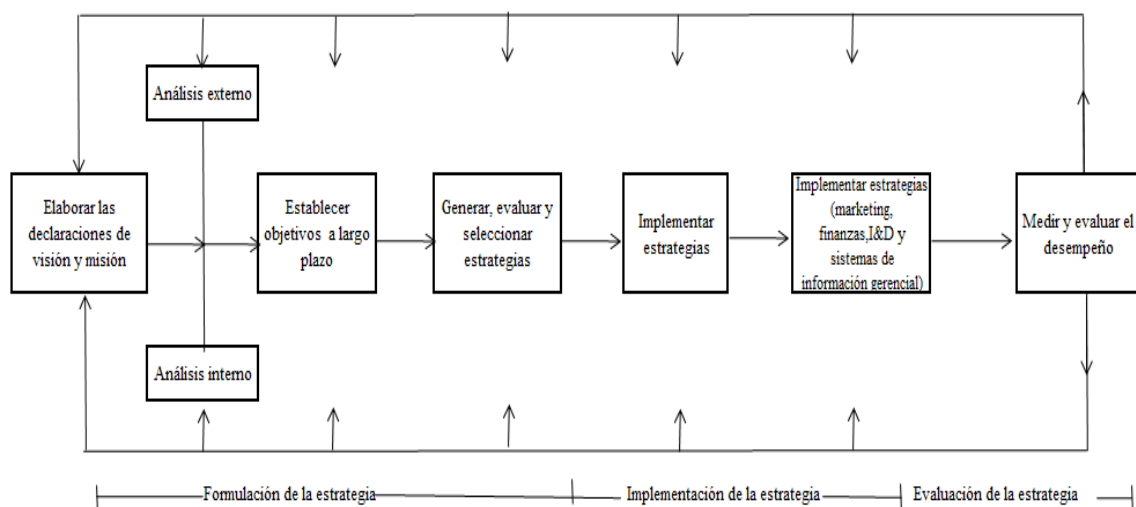 Análisis externo
Elaborar las
declaraciones de
visión y misión
Análisis interno
Establecer
objetivos a largo
plazo
Generar, evaluar y
seleccionar
estrategias
Implementar
estrategias
Implementar estrategias
(marketing,
finanzas,I&D y
sistemas de
información gerencial)
Medir y evaluar el
desempeño
Formulación de la estrategia
Implementación de la estrategia
Evaluación de la estrategia